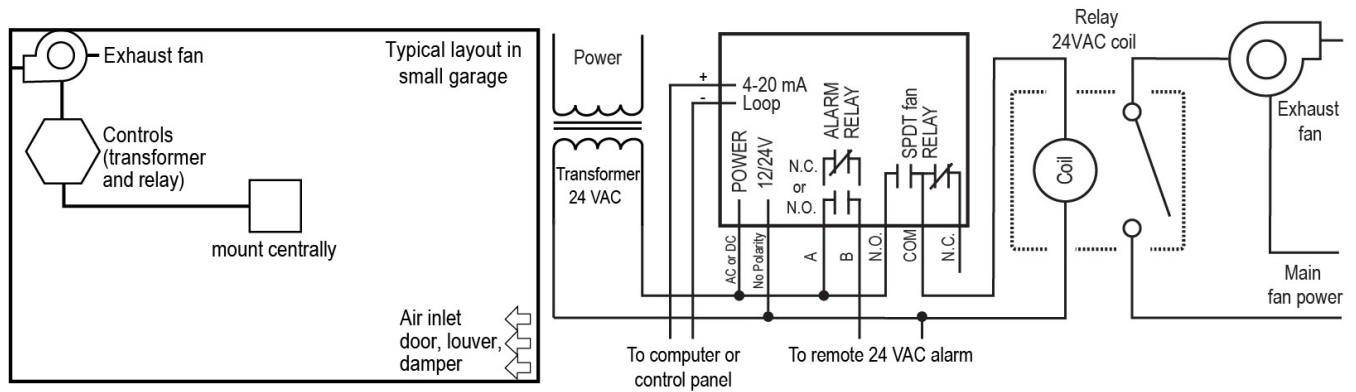 Exhaust fan
Typical layout in
small garage
Controls
(transformer
and relay)
mount centrally
Air inlet
door, louver,
damper
Power
Transformer
24 VAC
+
-
4-20 mA
Loop
POWER
12/24V
ALARM
RELAY
N.C.
or
N.O.
SPDT fan
RELAY
AC or DC
No Polarity
A
B
N.O.
COM
N.C.
To computer or
control panel
To remote 24 VAC alarm
Relay
24VAC coil
Coil
Exhaust
fan
Main
fan power